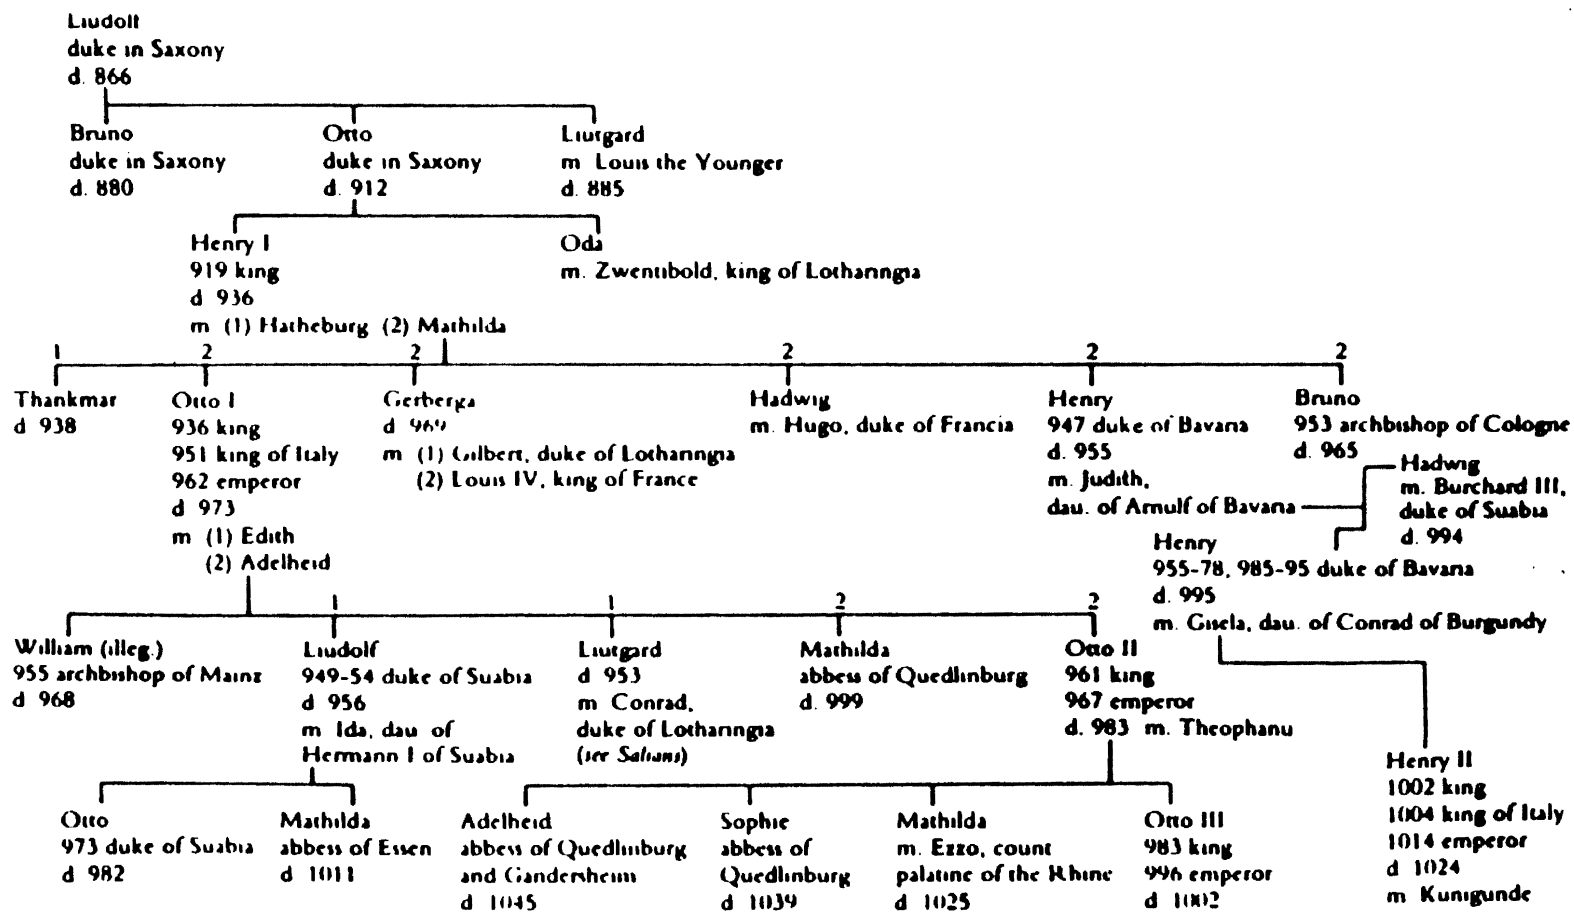 Liudolf
duke in Saxony
d. 866
Bruno
duke in Saxony
d. 880
Otto
duke in Saxony
d. 912
Liutgard
m Louis the Younger
d. 885
Henry I
919 king
d 936
m (1) Hatheburg (2) Mathilda
Oda
m. Zwentibold, king of Lotharingia
1
2
2
2
2
2
Thankmar
d 938
Otto I
936 king
951 king of Italy
962 emperor
d 973
m (1) Edith
(2) Adelheid
Gerberga
d 969
m (1) Gilbert, duke of Lotharingia
(2) Louis IV, king of France
Hadwig
m. Hugo, duke of Francia
Henry
947 duke of Bavaria
d. 955
m. Judith,
dau. of Arnulf of Bavaria
Bruno
953 archbishop of Cologne
d. 965
Hadwig
m. Burchard III,
duke of Suabia
d. 994
Henry
955-78, 985-95 duke of Bavaria
d. 995
m. Gisela, dau. of Conrad of Burgundy
1
1
2
2
William (illeg.)
955 archbishop of Mainz
d 968
Liudolf
949-54 duke of Suabia
d 956
m Ida, dau of
Hermann I of Suabia
Liutgard
d 953
m Conrad,
duke of Lotharingia
(see Salians)
Mathilda
abbess of Quedlinburg
d. 999
Otto II
961 king
967 emperor
d. 983 m. Theophanu
Henry II
1002 king
1004 king of Italy
1014 emperor
d 1024
m Kunigunde
Otto
973 duke of Suabia
d 982
Mathilda
abbess of Essen
d 1011
Adelheid
abbess of Quedlinburg
and Gandersheim
d 1045
Sophie
abbess of
Quedlinburg
d 1039
Mathilda
m. Ezzo, count
palatine of the Rhine
d 1025
Otto III
983 king
996 emperor
d 1002